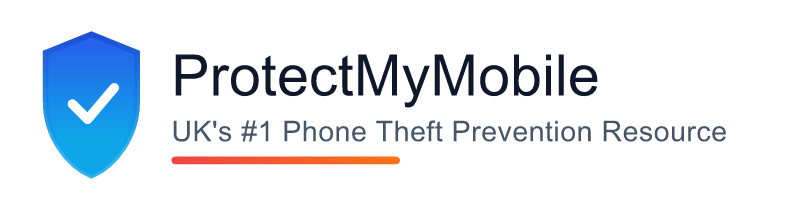 ProtectMyMobile
UK's #1 Phone Theft Prevention Resource